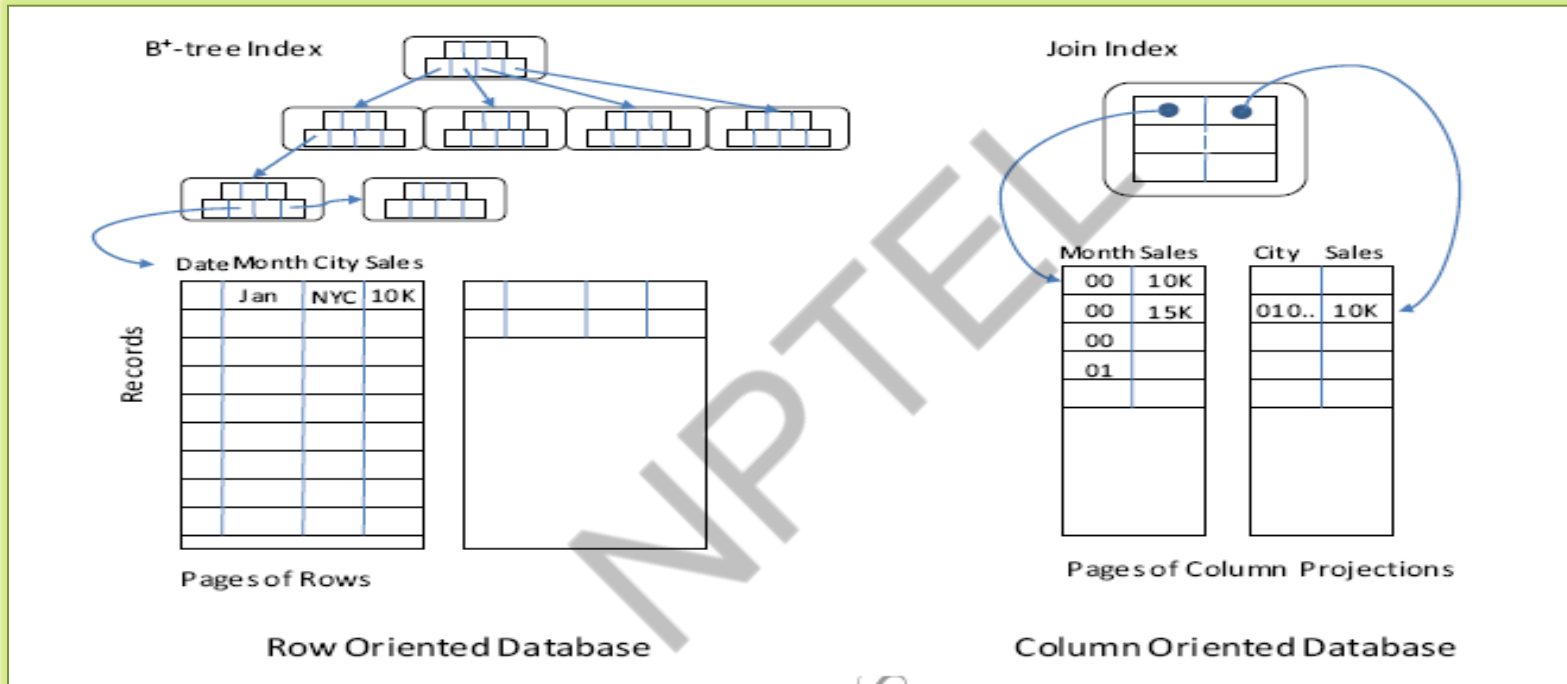 B+-tree Index
Join Index
Date Month City Sales
Jan NYC 10K
Records
Pages of Rows
Row Oriented Database
Month Sales
00 10K
00 15K
00
01
City Sales
010.. 10K
Pages of Column Projections
Column Oriented Database
NPTEL